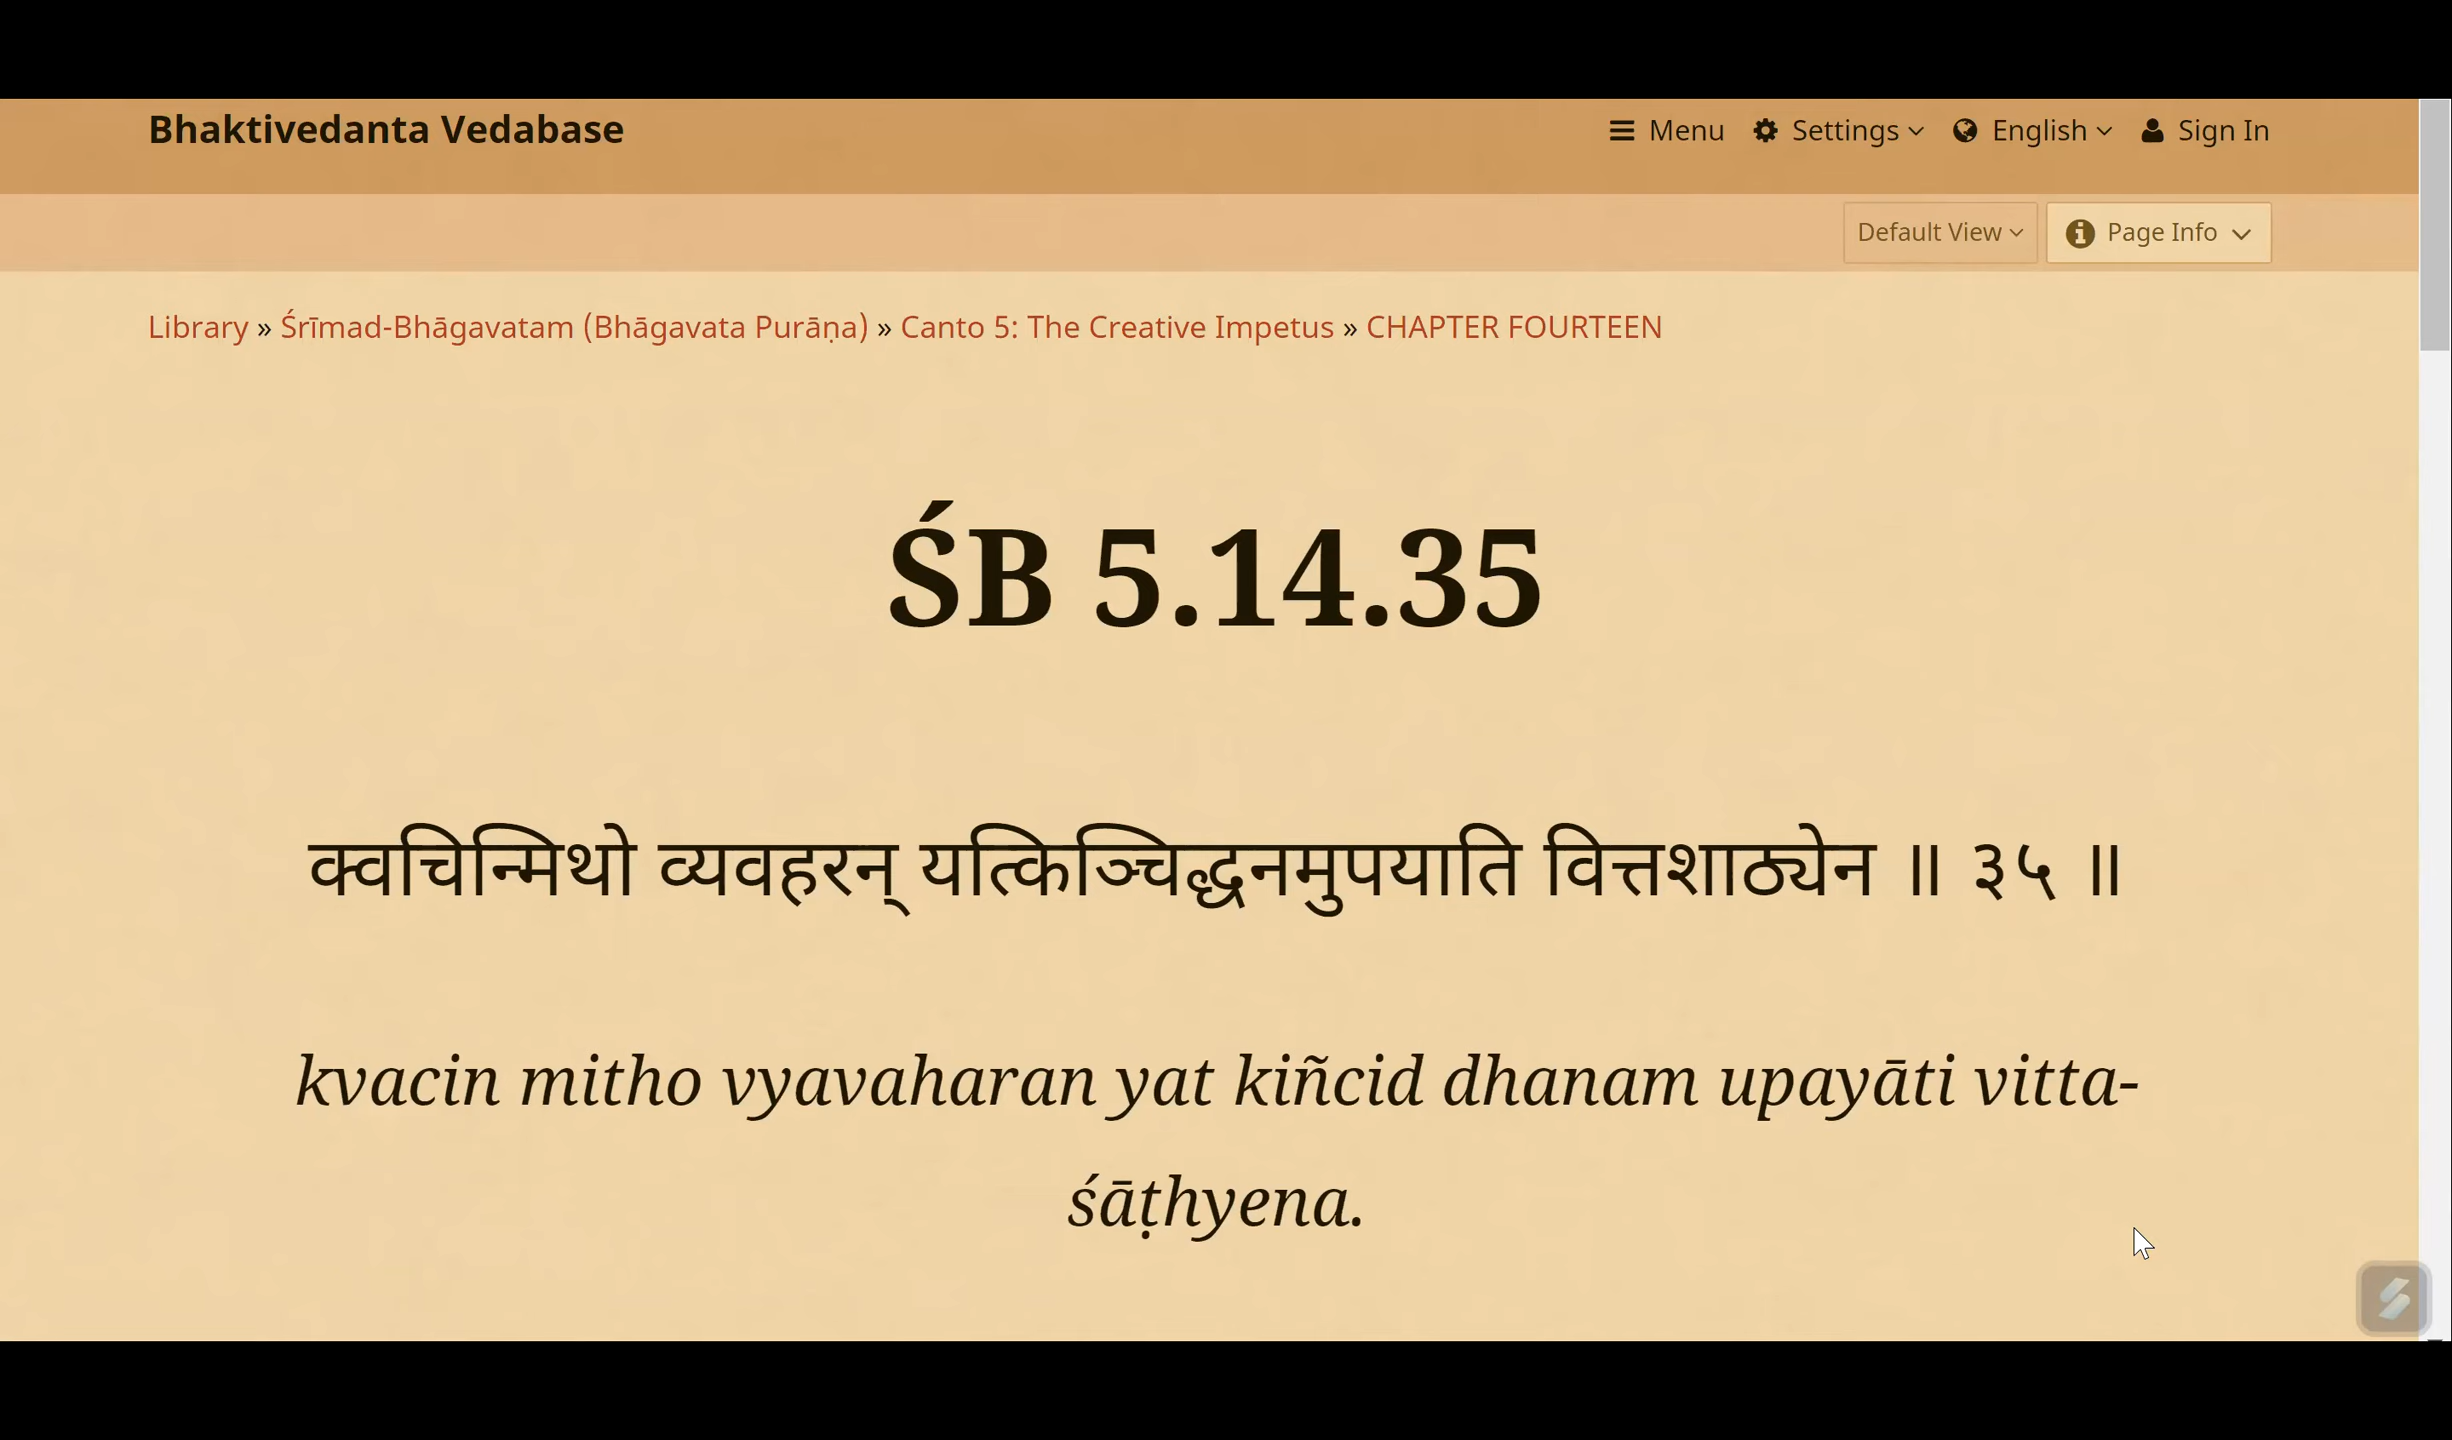 Bhaktivedanta Vedabase
Menu Settings English Sign In
Default View Page Info
Library » Śrīmad-Bhāgavatam (Bhāgavata Purāṇa) » Canto 5: The Creative Impetus » CHAPTER FOURTEEN
ŚB 5.14.35
क्वचिन्मिथो व्यवहरन् यत्किञ्चिद्धनमुपयाति वित्तशाठ्येन ॥ ३५ ॥
kvacin mitho vyavaharan yat kiñcid dhanam upayāti vitta-
śāṭhyena.